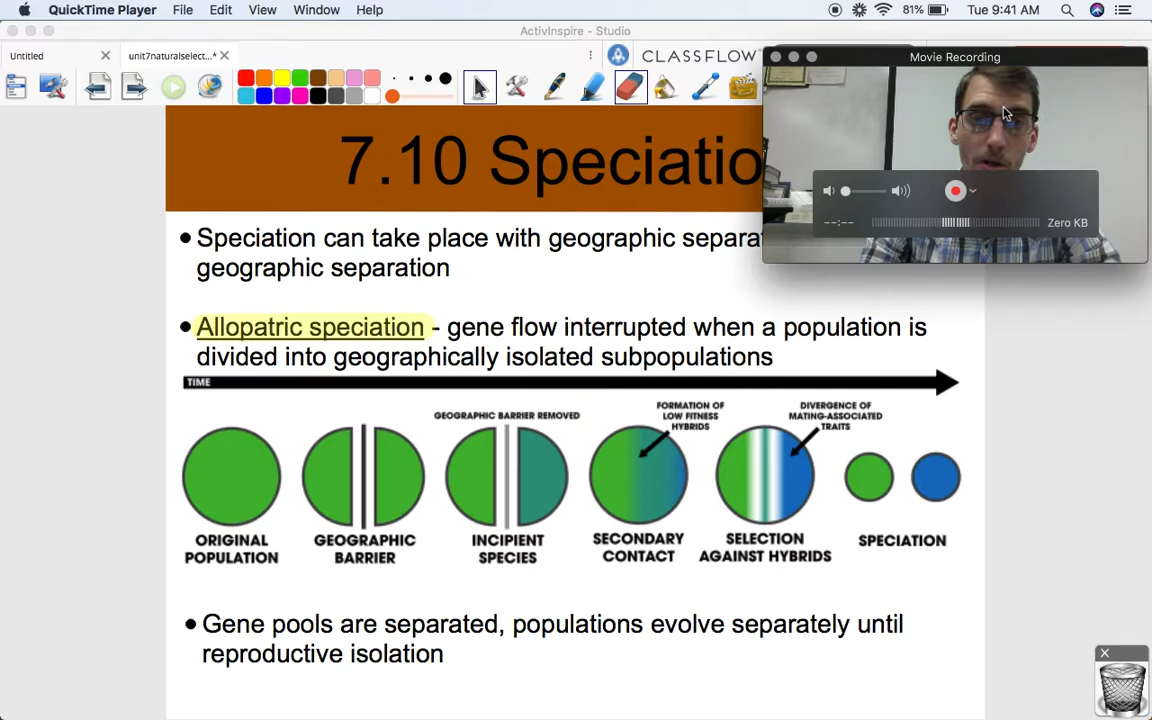 QuickTime Player File Edit View Window Help 81% Tue 9:41 AM
ActivInspire - Studio
Untitled
unit7naturalselect...*
CLASSFLOW
Movie Recording
--:--
Zero KB
7.10 Speciatio
Speciation can take place with geographic separat
geographic separation
Allopatric speciation - gene flow interrupted when a population is
divided into geographically isolated subpopulations
TIME
GEOGRAPHIC BARRIER REMOVED
FORMATION OF
LOW FITNESS
HYBRIDS
DIVERGENCE OF
MATING-ASSOCIATED
TRAITS
ORIGINAL
POPULATION
GEOGRAPHIC
BARRIER
INCIPIENT
SPECIES
SECONDARY
CONTACT
SELECTION
AGAINST HYBRIDS
SPECIATION
Gene pools are separated, populations evolve separately until
reproductive isolation